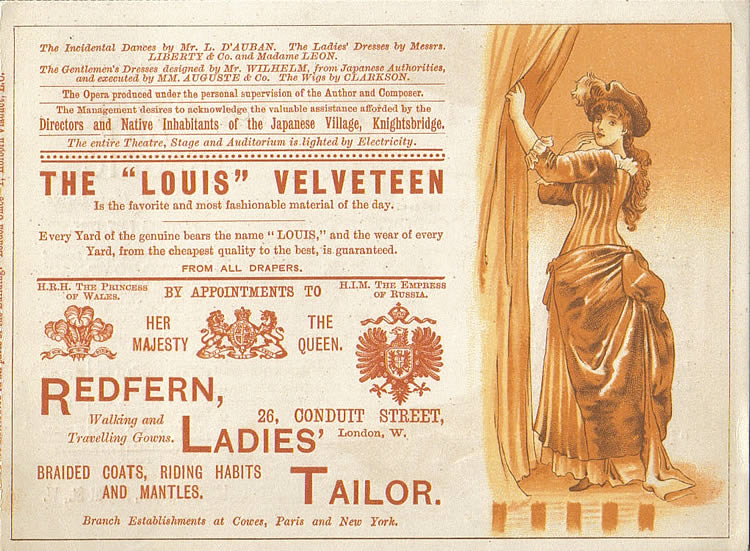 The Incidental Dances by Mr. L. D'AUBAN. The Ladies' Dresses by Messrs.
LIBERTY & Co. and Madame LEON.
The Gentlemen's Dresses designed by Mr. WILHELM, from Japanese Authorities,
and executed by MM. AUGUSTE & Co. The Wigs by CLARKSON.
The Opera produced under the personal supervision of the Author and Composer.
The Management desires to acknowledge the valuable assistance afforded by the
Directors and Native Inhabitants of the Japanese Village, Knightsbridge.
The entire Theatre, Stage and Auditorium is lighted by Electricity.
THE "LOUIS" VELVETEEN
Is the favorite and most fashionable material of the day.
Every Yard of the genuine bears the name "LOUIS," and the wear of every
Yard, from the cheapest quality to the best, is guaranteed.
FROM ALL DRAPERS.
H.R.H. THE PRINCESS
OF WALES.
BY APPOINTMENTS TO
H.I.M. THE EMPRESS
OF RUSSIA.
HER
MAJESTY
THE
QUEEN.
REDFERN,
Walking and
Travelling Gowns.
26, CONDUIT STREET,
London, W.
LADIES'
BRAIDED COATS, RIDING HABITS
AND MANTLES.
TAILOR.
Branch Establishments at Cowes, Paris and New York.